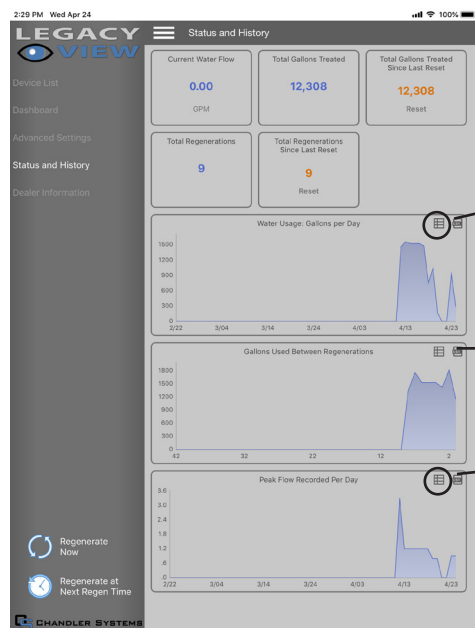 2:29 PM Wed Apr 24
100%
LEGACY
VIEW
Status and History
Device List
Dashboard
Advanced Settings
Status and History
Dealer Information
Current Water Flow
0.00
GPM
Total Gallons Treated
12,308
Total Gallons Treated
Since Last Reset
12,308
Reset
Total Regenerations
9
Total Regenerations
Since Last Reset
9
Reset
Water Usage: Gallons per Day
1500
1200
900
600
300
0
2/22 3/04 3/14 3/24 4/03 4/13 4/23
Gallons Used Between Regenerations
1800
1500
1200
900
600
300
0
42 32 22 12 2
Peak Flow Recorded Per Day
3.6
3.0
2.4
1.8
1.2
.6
.0
2/22 3/04 3/14 3/24 4/03 4/13 4/23
Regenerate
Now
Regenerate at
Next Regen Time
CHANDLER SYSTEMS